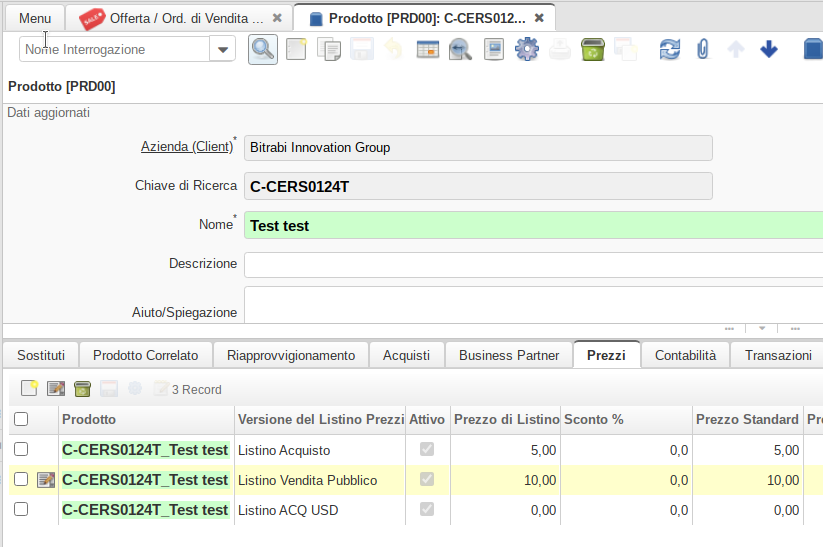 Menu
SALE
Offerta / Ord. di Vendita ...
Prodotto [PRD00]: C-CERS012...
Nome Interrogazione
Prodotto [PRD00]
Dati aggiornati
Azienda (Client)*
Bitrabi Innovation Group
Chiave di Ricerca
C-CERS0124T
Nome*
Test test
Descrizione
Aiuto/Spiegazione
Sostituti
Prodotto Correlato
Riapprovvigionamento
Acquisti
Business Partner
Prezzi
Contabilità
Transazioni
3 Record
Prodotto Versione del Listino Prezzi Attivo Prezzo di Listino Sconto % Prezzo Standard
C-CERS0124T_Test test Listino Acquisto 5,00 0,0 5,00
C-CERS0124T_Test test Listino Vendita Pubblico 10,00 0,0 10,00
C-CERS0124T_Test test Listino ACQ USD 0,00 0,0 0,00